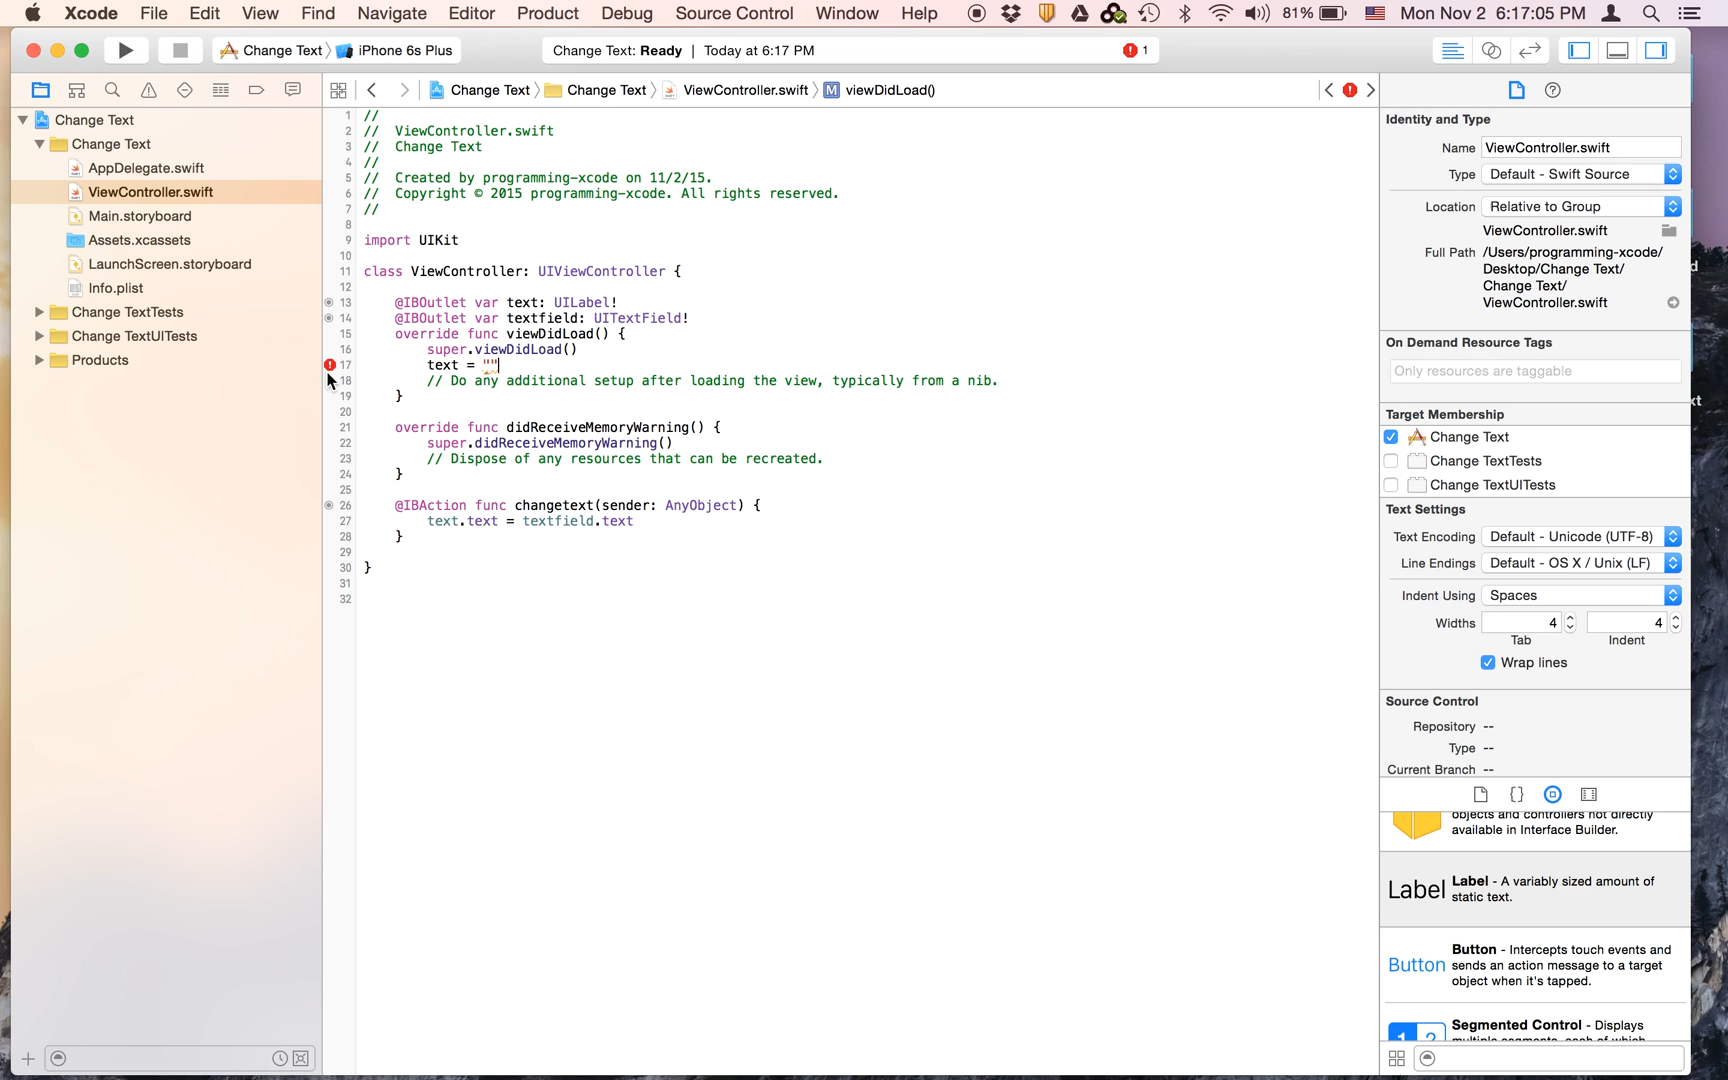 Xcode File Edit View Find Navigate Editor Product Debug Source Control Window Help 81% Mon Nov 2 6:17:05 PM
Change Text iPhone 6s Plus Change Text: Ready | Today at 6:17 PM 1
Change Text Change Text ViewController.swift M viewDidLoad()
Change Text
Change Text
AppDelegate.swift
ViewController.swift
Main.storyboard
Assets.xcassets
LaunchScreen.storyboard
Info.plist
Change TextTests
Change TextUITests
Products
1 //
2 // ViewController.swift
3 // Change Text
4 //
5 // Created by programming-xcode on 11/2/15.
6 // Copyright © 2015 programming-xcode. All rights reserved.
7 //
8
9 import UIKit
10
11 class ViewController: UIViewController {
12
13 @IBOutlet var text: UILabel!
14 @IBOutlet var textfield: UITextField!
15 override func viewDidLoad() {
16 super.viewDidLoad()
17 text = ""
18 // Do any additional setup after loading the view, typically from a nib.
19 }
20
21 override func didReceiveMemoryWarning() {
22 super.didReceiveMemoryWarning()
23 // Dispose of any resources that can be recreated.
24 }
25
26 @IBAction func changetext(sender: AnyObject) {
27 text.text = textfield.text
28 }
29
30 }
31
32
Identity and Type
Name ViewController.swift
Type Default - Swift Source
Location Relative to Group
ViewController.swift
Full Path /Users/programming-xcode/
Desktop/Change Text/
Change Text/
ViewController.swift
On Demand Resource Tags
Only resources are taggable
Target Membership
Change Text
Change TextTests
Change TextUITests
Text Settings
Text Encoding Default - Unicode (UTF-8)
Line Endings Default - OS X / Unix (LF)
Indent Using Spaces
Widths 4 4
Tab Indent
Wrap lines
Source Control
Repository --
Type --
Current Branch --
objects and controllers not directly
available in Interface Builder.
Label Label - A variably sized amount of
static text.
Button Button - Intercepts touch events and
sends an action message to a target
object when it's tapped.
1 2 Segmented Control - Displays
multiple segments, each of which